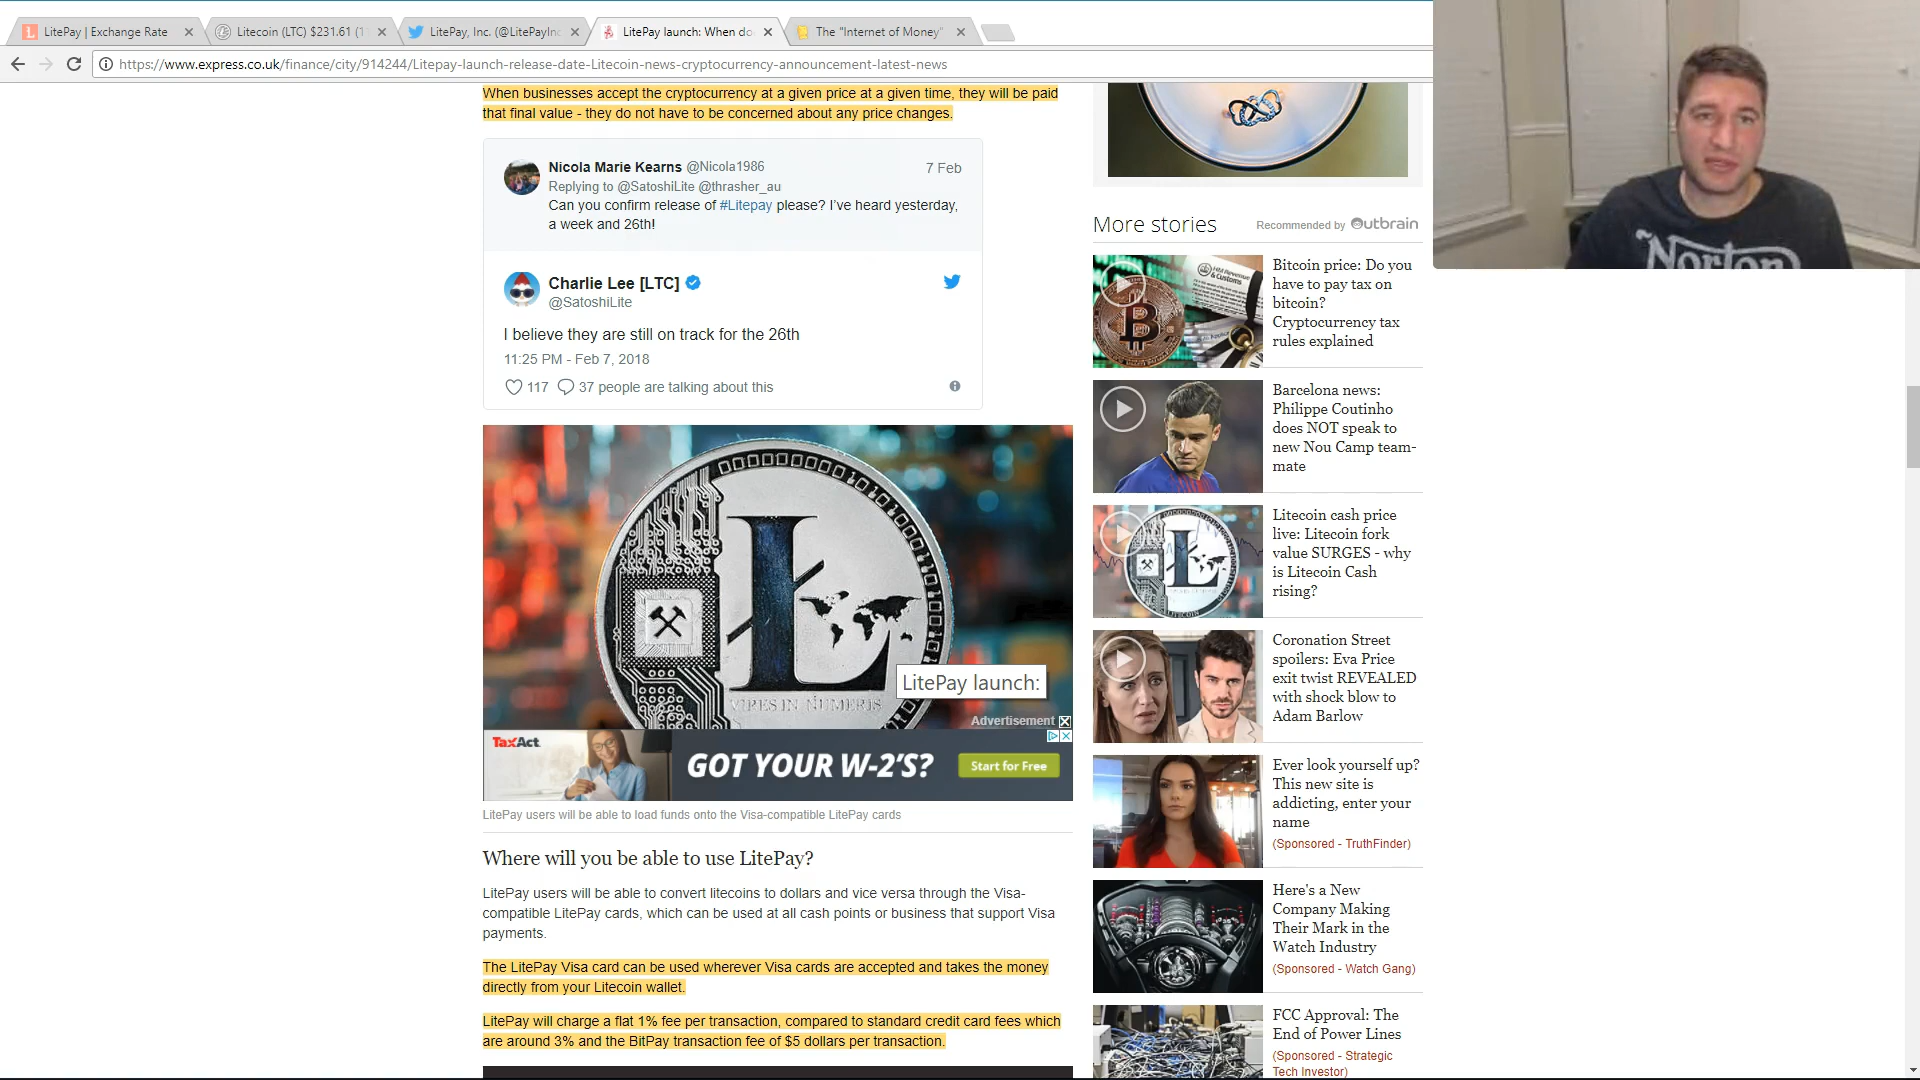 LitePay | Exchange Rate
Litecoin (LTC) $231.61 (1
LitePay, Inc. (@LitePayInc
LitePay launch: When do
The "Internet of Money"
https://www.express.co.uk/finance/city/914244/Litepay-launch-release-date-Litecoin-news-cryptocurrency-announcement-latest-news
When businesses accept the cryptocurrency at a given price at a given time, they will be paid
that final value - they do not have to be concerned about any price changes.
Nicola Marie Kearns @Nicola1986
7 Feb
Replying to @SatoshiLite @thrasher_au
Can you confirm release of #Litepay please? I've heard yesterday,
a week and 26th!
Charlie Lee [LTC]
@SatoshiLite
I believe they are still on track for the 26th
11:25 PM - Feb 7, 2018
117
37 people are talking about this
VIRES IN NUMERIS
LitePay launch:
Advertisement
TaxAct
GOT YOUR W-2'S?
Start for Free
LitePay users will be able to load funds onto the Visa-compatible LitePay cards
Where will you be able to use LitePay?
LitePay users will be able to convert litecoins to dollars and vice versa through the Visa-
compatible LitePay cards, which can be used at all cash points or business that support Visa
payments.
The LitePay Visa card can be used wherever Visa cards are accepted and takes the money
directly from your Litecoin wallet.
LitePay will charge a flat 1% fee per transaction, compared to standard credit card fees which
are around 3% and the BitPay transaction fee of $5 dollars per transaction.
More stories
Recommended by Outbrain
Bitcoin price: Do you
have to pay tax on
bitcoin?
Cryptocurrency tax
rules explained
Barcelona news:
Philippe Coutinho
does NOT speak to
new Nou Camp team-
mate
Litecoin cash price
live: Litecoin fork
value SURGES - why
is Litecoin Cash
rising?
Coronation Street
spoilers: Eva Price
exit twist REVEALED
with shock blow to
Adam Barlow
Ever look yourself up?
This new site is
addicting, enter your
name
(Sponsored - TruthFinder)
Here's a New
Company Making
Their Mark in the
Watch Industry
(Sponsored - Watch Gang)
FCC Approval: The
End of Power Lines
(Sponsored - Strategic
Tech Investor)
Norton